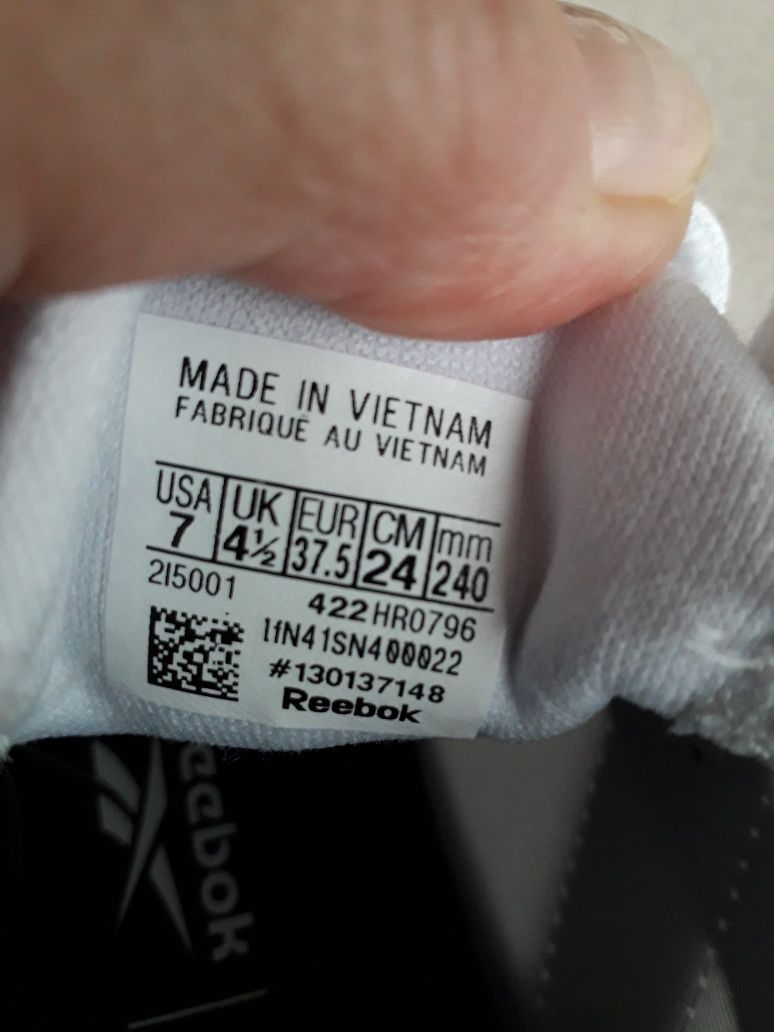 MADE IN VIETNAM
FABRIQUÉ AU VIETNAM
USA UK EUR CM mm
7 4½ 37.5 24 240
2I5001 422 HR0796
1fN41SN400022
#130137148
Reebok
Reebok